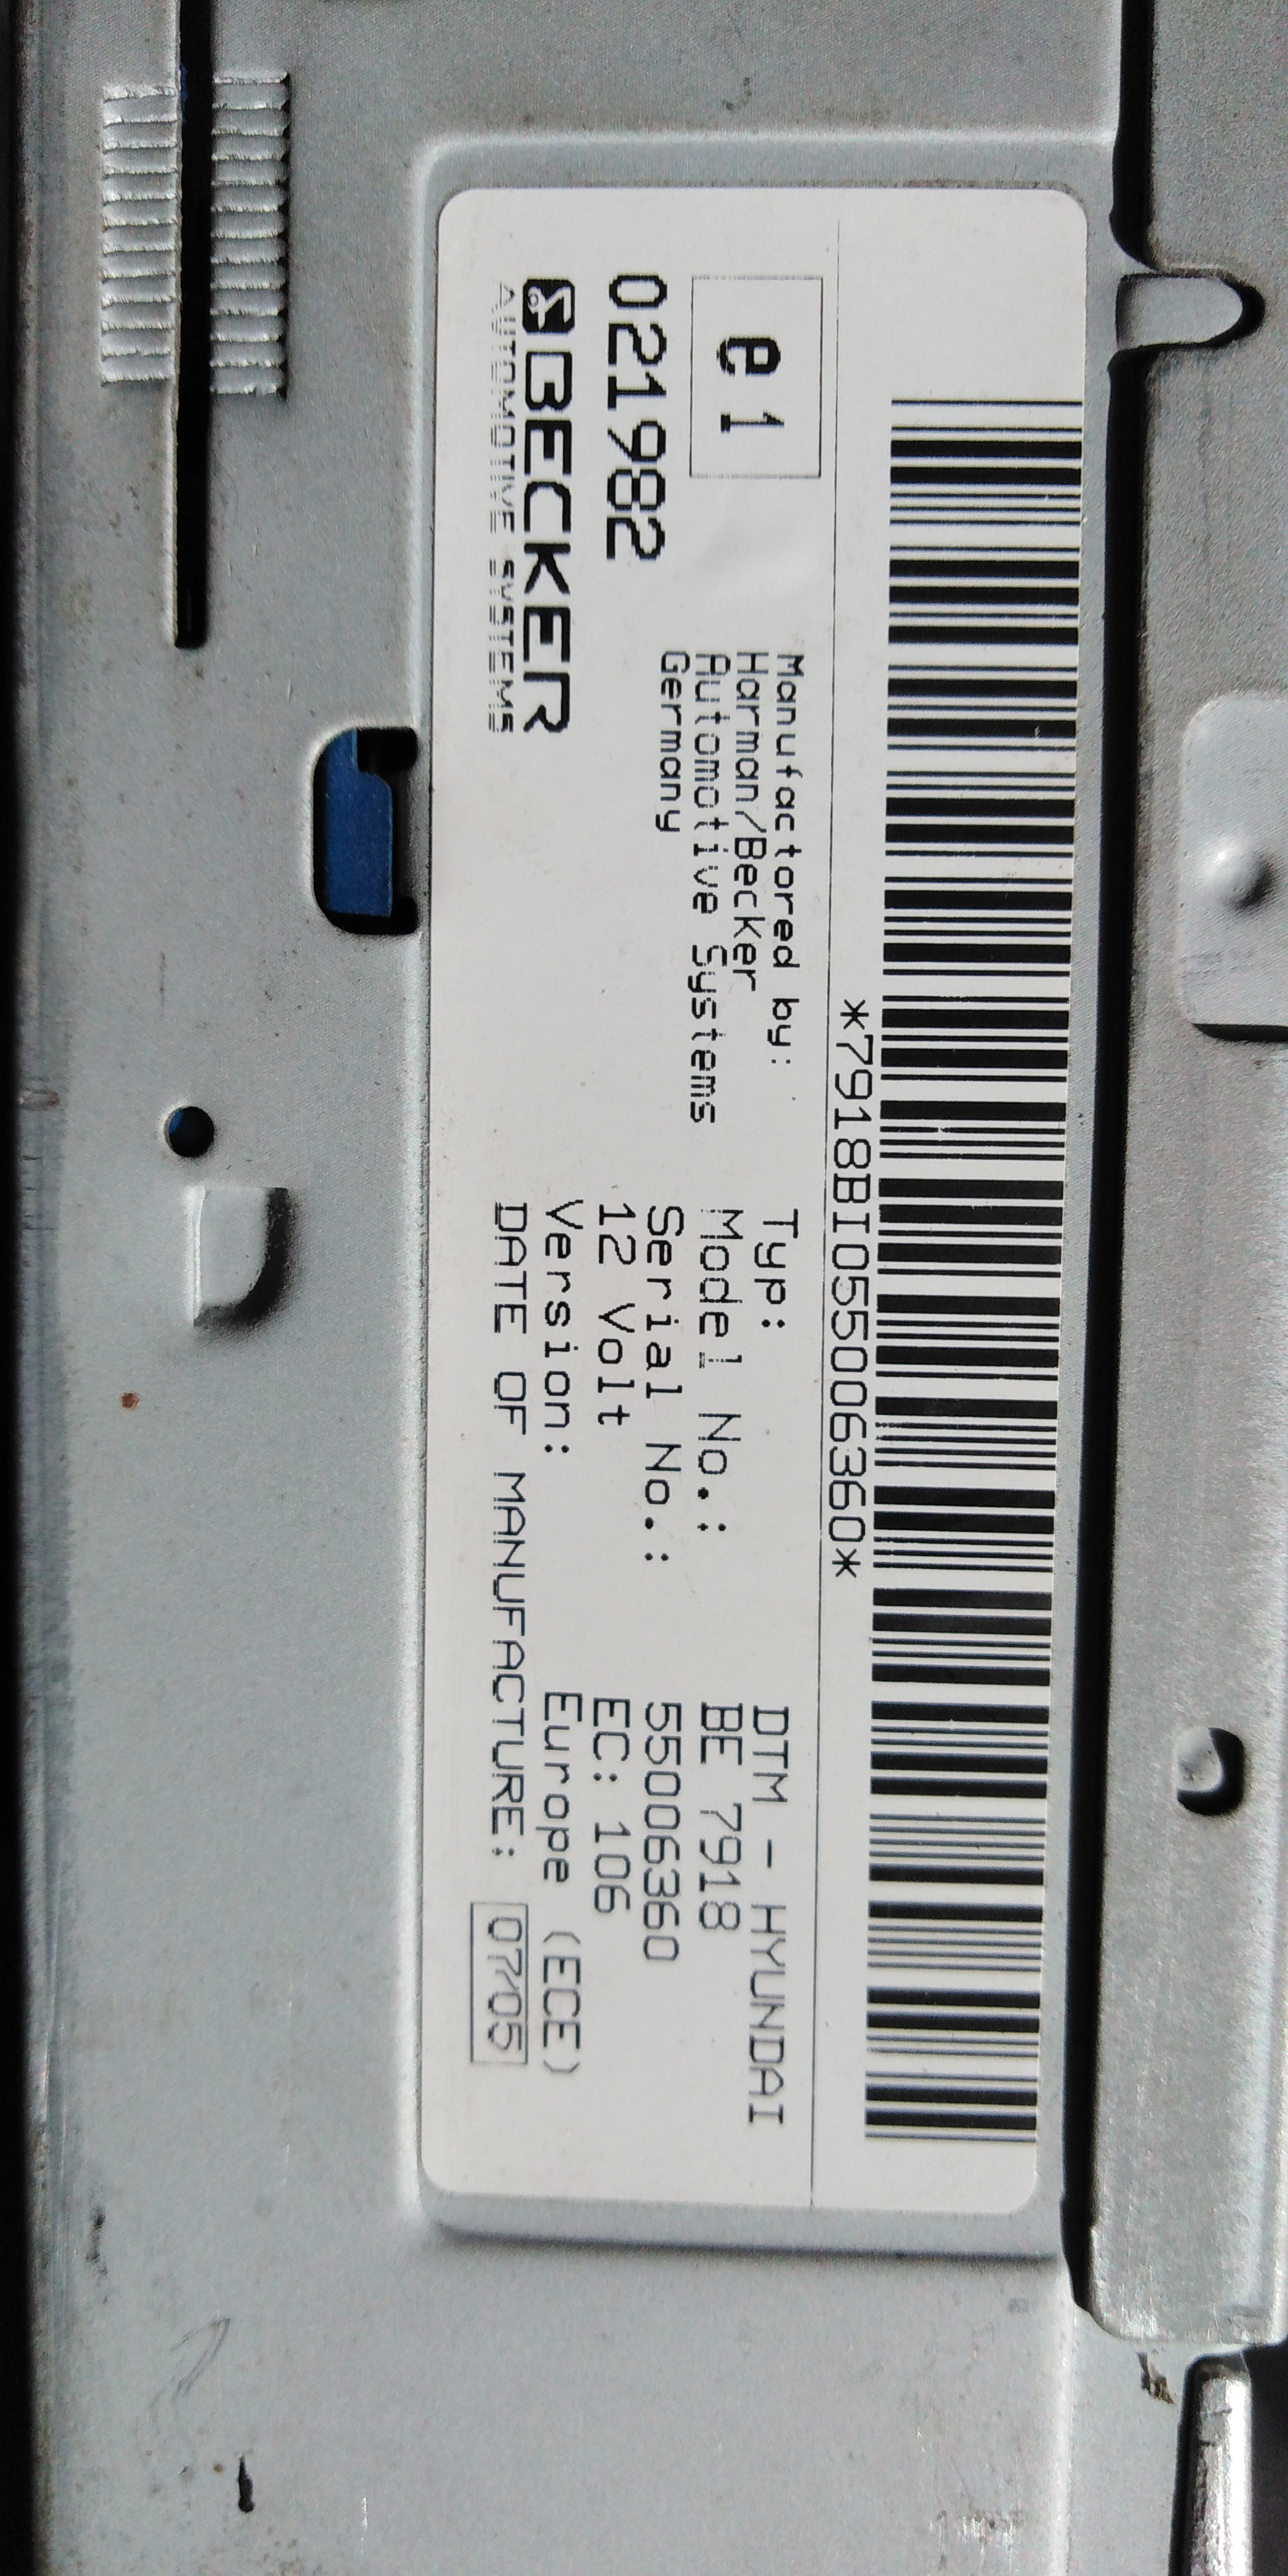 *7918BI055006360*
e1
021982
BECKER
AUTOMOTIVE SYSTEMS
Manufactored by:
Harman/Becker
Automotive Systems
Germany
Typ: DTM - HYUNDAI
Model No.: BE 7918
Serial No.: 55006360
12 Volt EC: 106
Version: Europe (ECE)
DATE OF MANUFACTURE: 07/05